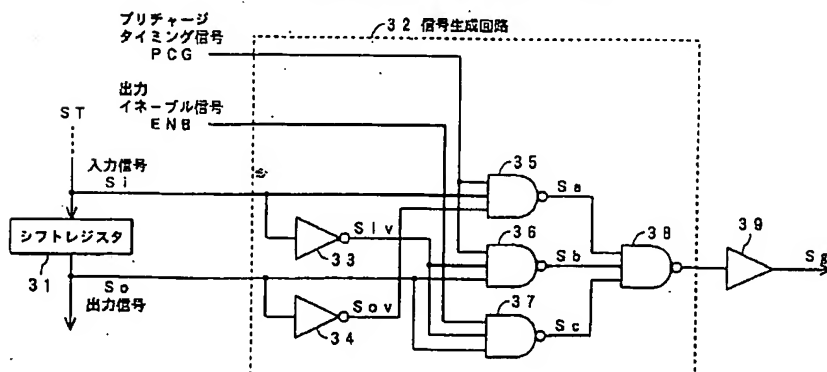 32 信号生成回路
プリチャージ
タイミング信号
PCG
出力
イネーブル信号
ENB
ST
入力信号
Si
シフトレジスタ
31
So
出力信号
Siv
33
Sov
34
35
Sa
36
Sb
37
Sc
38
39
Sg